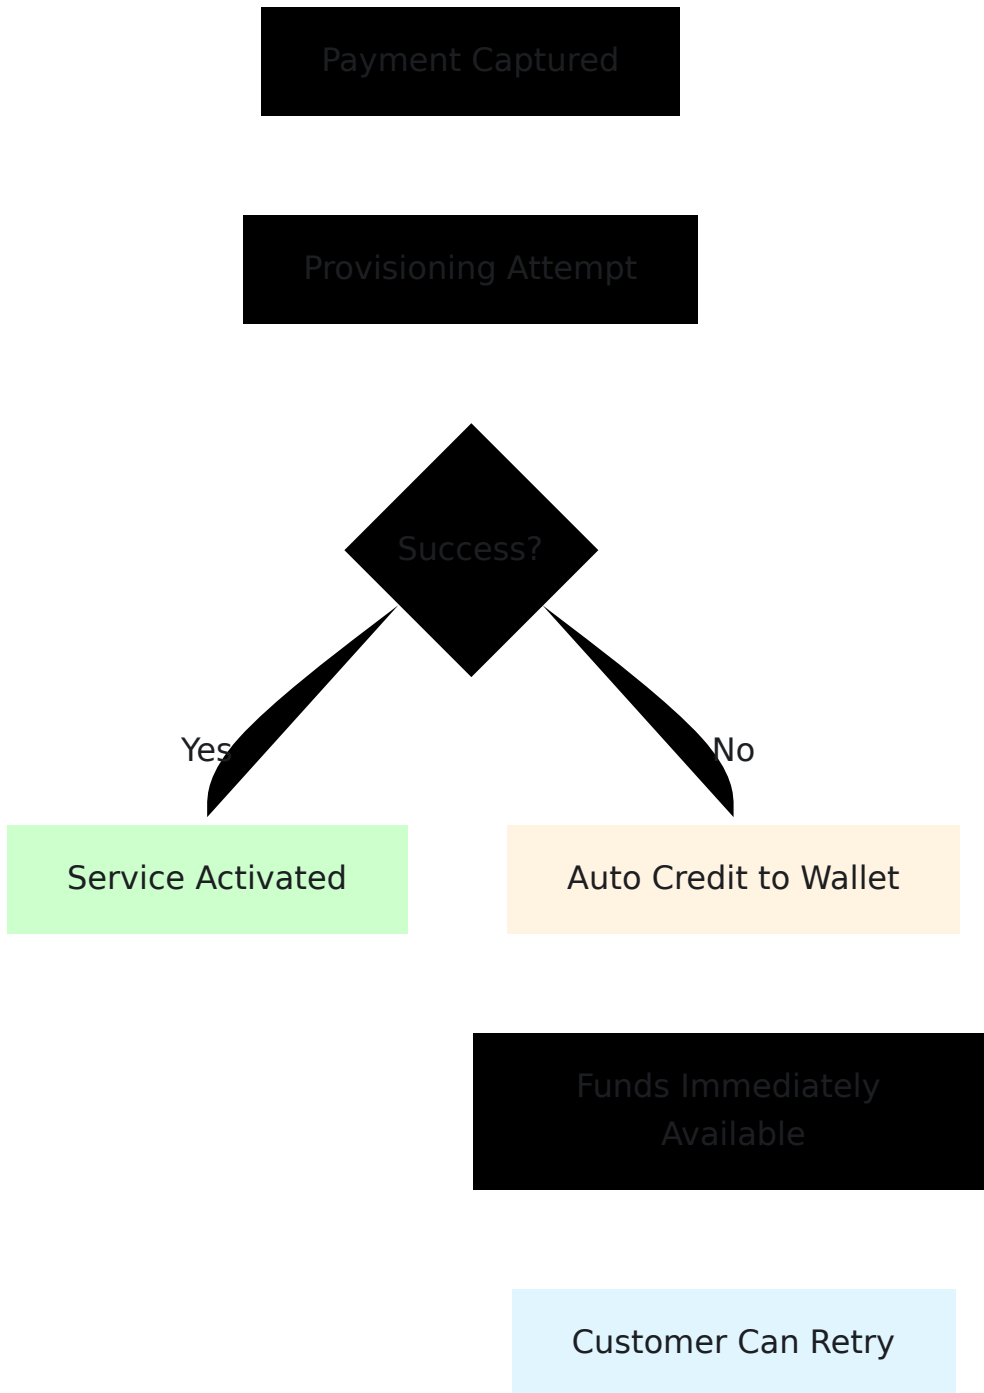 Payment Captured
Provisioning Attempt
Success?
Yes
No
Service Activated
Auto Credit to Wallet
Funds Immediately
Available
Customer Can Retry